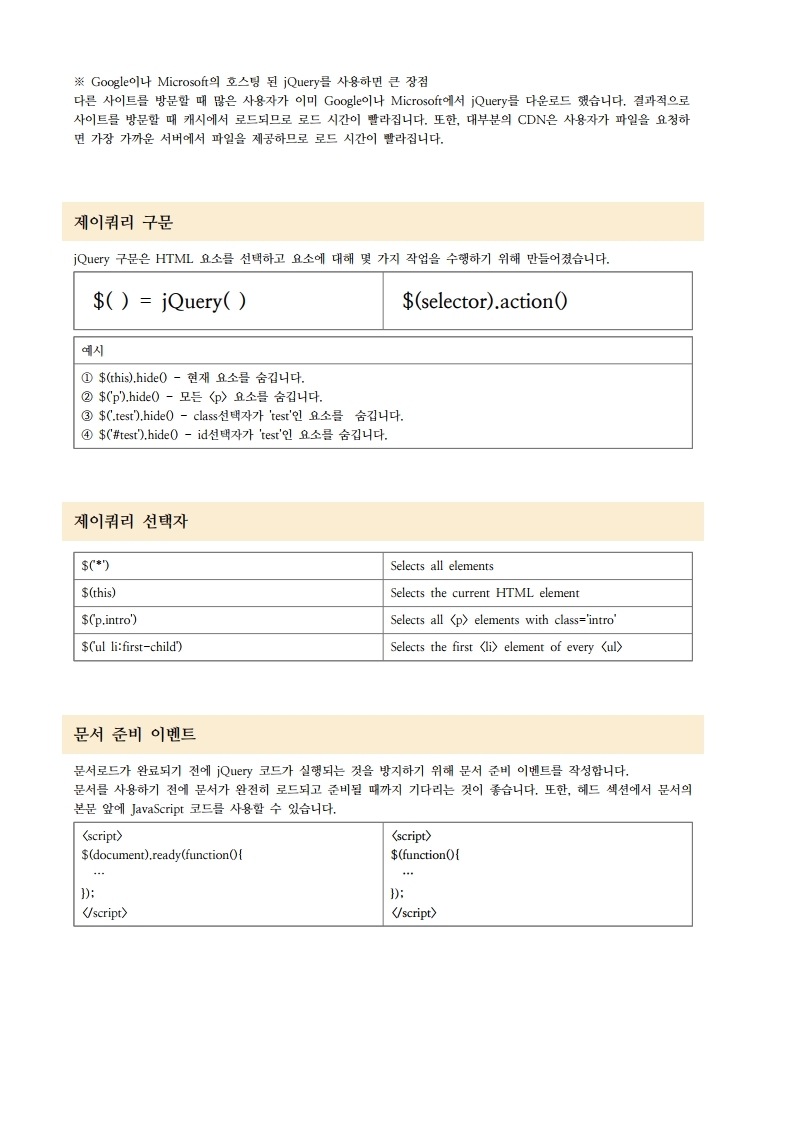 ※ Google이나 Microsoft의 호스팅 된 jQuery를 사용하면 큰 장점
다른 사이트를 방문할 때 많은 사용자가 이미 Google이나 Microsoft에서 jQuery를 다운로드 했습니다. 결과적으로
사이트를 방문할 때 캐시에서 로드되므로 로드 시간이 빨라집니다. 또한, 대부분의 CDN은 사용자가 파일을 요청하
면 가장 가까운 서버에서 파일을 제공하므로 로드 시간이 빨라집니다.
제이쿼리 구문
jQuery 구문은 HTML 요소를 선택하고 요소에 대해 몇 가지 작업을 수행하기 위해 만들어졌습니다.
$( ) = jQuery( )
$(selector).action()
예시
① $(this).hide() - 현재 요소를 숨깁니다.
② $('p').hide() - 모든 <p> 요소를 숨깁니다.
③ $('.test').hide() - class선택자가 'test'인 요소를  숨깁니다.
④ $('#test').hide() - id선택자가 'test'인 요소를 숨깁니다.
제이쿼리 선택자
$('*')
Selects all elements
$(this)
Selects the current HTML element
$('p.intro')
Selects all <p> elements with class='intro'
$('ul li:first-child')
Selects the first <li> element of every <ul>
문서 준비 이벤트
문서로드가 완료되기 전에 jQuery 코드가 실행되는 것을 방지하기 위해 문서 준비 이벤트를 작성합니다.
문서를 사용하기 전에 문서가 완전히 로드되고 준비될 때까지 기다리는 것이 좋습니다. 또한, 헤드 섹션에서 문서의
본문 앞에 JavaScript 코드를 사용할 수 있습니다.
<script>
$(document).ready(function(){
…
});
</script>
<script>
$(function(){
…
});
</script>